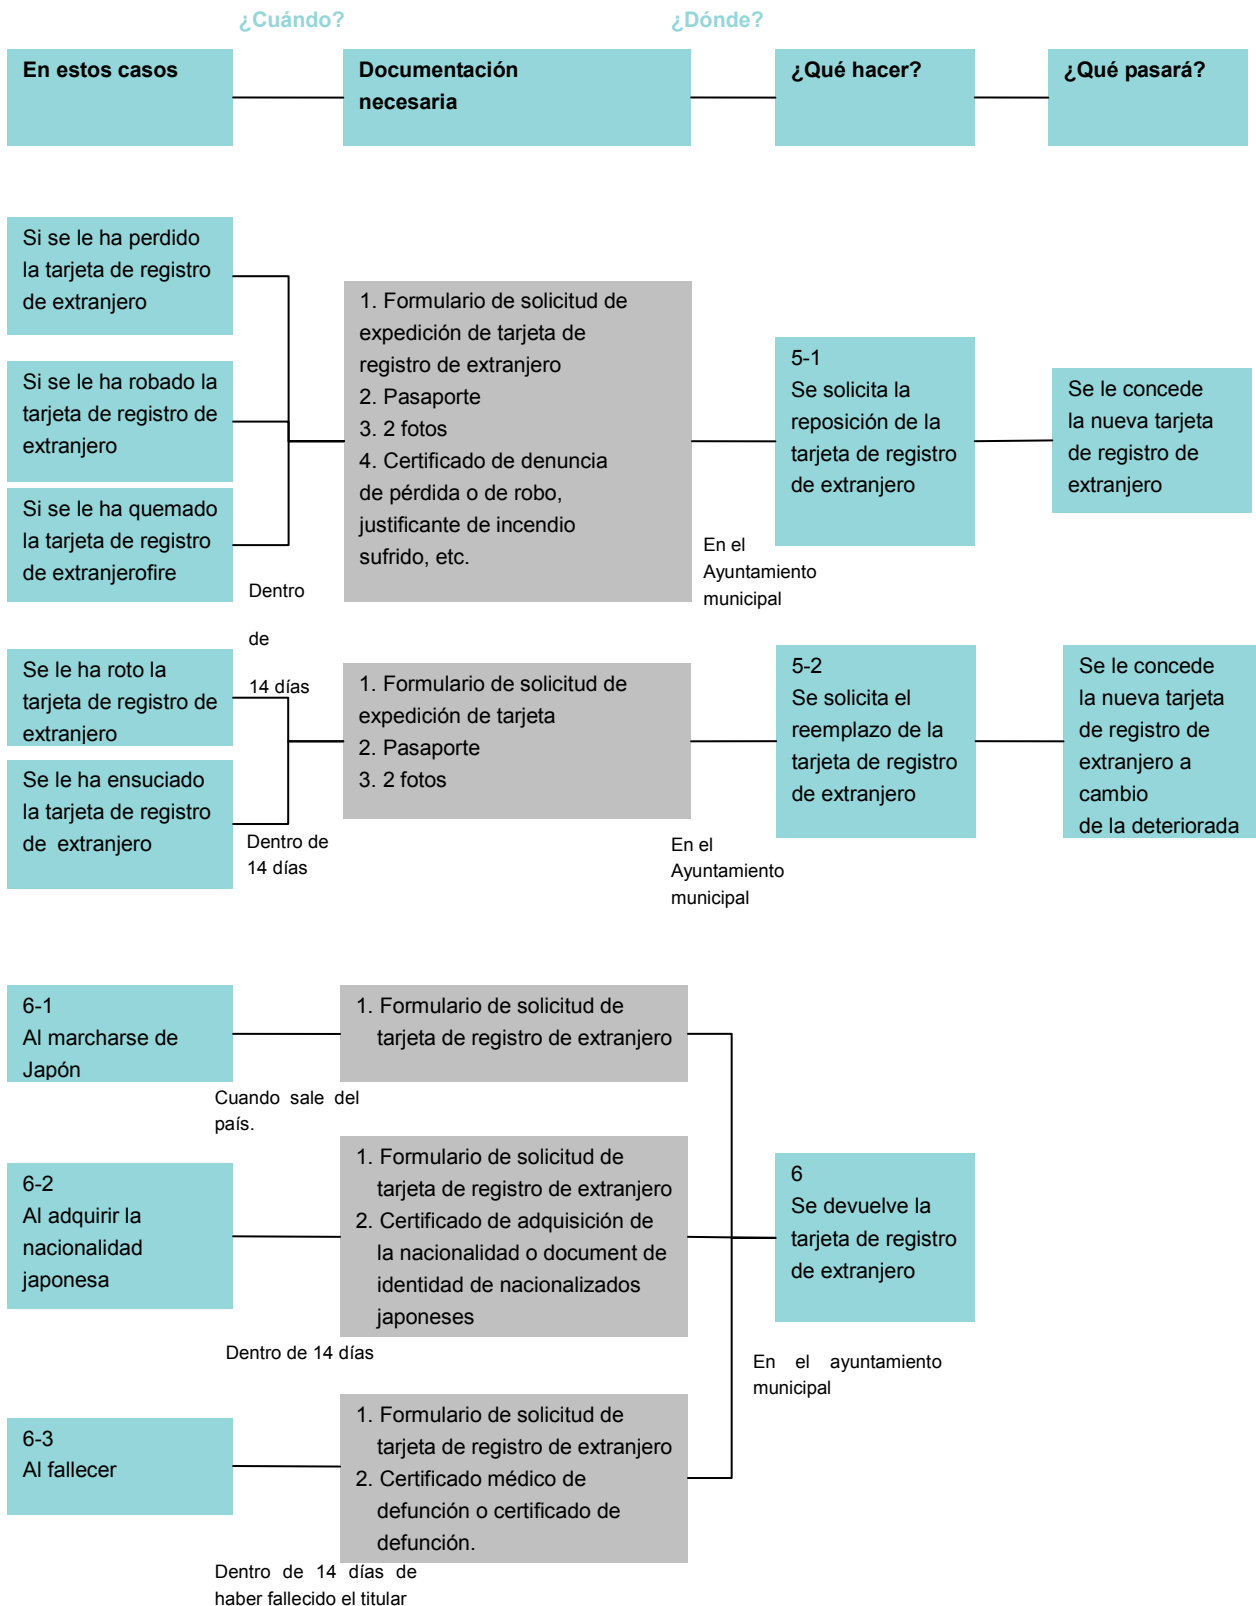 ¿Cuándo?
¿Dónde?
En estos casos
Documentación
necesaria
¿Qué hacer?
¿Qué pasará?
Si se le ha perdido
la tarjeta de registro
de extranjero
Si se le ha robado la
tarjeta de registro de
extranjero
Si se le ha quemado
la tarjeta de registro
de extranjerofire
Dentro
de
14 días
1. Formulario de solicitud de
expedición de tarjeta de
registro de extranjero
2. Pasaporte
3. 2 fotos
4. Certificado de denuncia
de pérdida o de robo,
justificante de incendio
sufrido, etc.
En el
Ayuntamiento
municipal
5-1
Se solicita la
reposición de la
tarjeta de registro
de extranjero
Se le concede
la nueva tarjeta
de registro de
extranjero
Se le ha roto la
tarjeta de registro de
extranjero
Se le ha ensuciado
la tarjeta de registro
de extranjero
Dentro de
14 días
1. Formulario de solicitud de
expedición de tarjeta
2. Pasaporte
3. 2 fotos
En el
Ayuntamiento
municipal
5-2
Se solicita el
reemplazo de la
tarjeta de registro
de extranjero
Se le concede
la nueva tarjeta
de registro de
extranjero a
cambio
de la deteriorada
6-1
Al marcharse de
Japón
Cuando sale del
país.
1. Formulario de solicitud de
tarjeta de registro de extranjero
6-2
Al adquirir la
nacionalidad
japonesa
Dentro de 14 días
1. Formulario de solicitud de
tarjeta de registro de extranjero
2. Certificado de adquisición de
la nacionalidad o document de
identidad de nacionalizados
japoneses
6
Se devuelve la
tarjeta de registro
de extranjero
En el ayuntamiento
municipal
6-3
Al fallecer
Dentro de 14 días de
haber fallecido el titular
1. Formulario de solicitud de
tarjeta de registro de extranjero
2. Certificado médico de
defunción o certificado de
defunción.